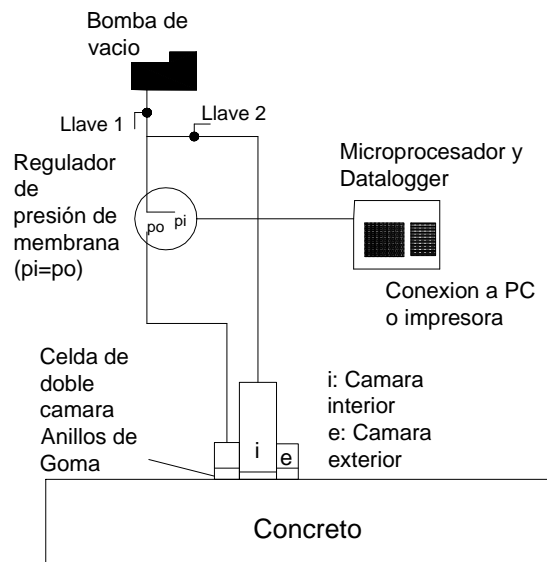 Bomba de
vacio
Llave 1
Llave 2
Regulador
de
presión de
membrana
(pi=po)
po
pi
Microprocesador y
Datalogger
Conexion a PC
o impresora
Celda de
doble
camara
Anillos de
Goma
i
e
i: Camara
interior
e: Camara
exterior
Concreto